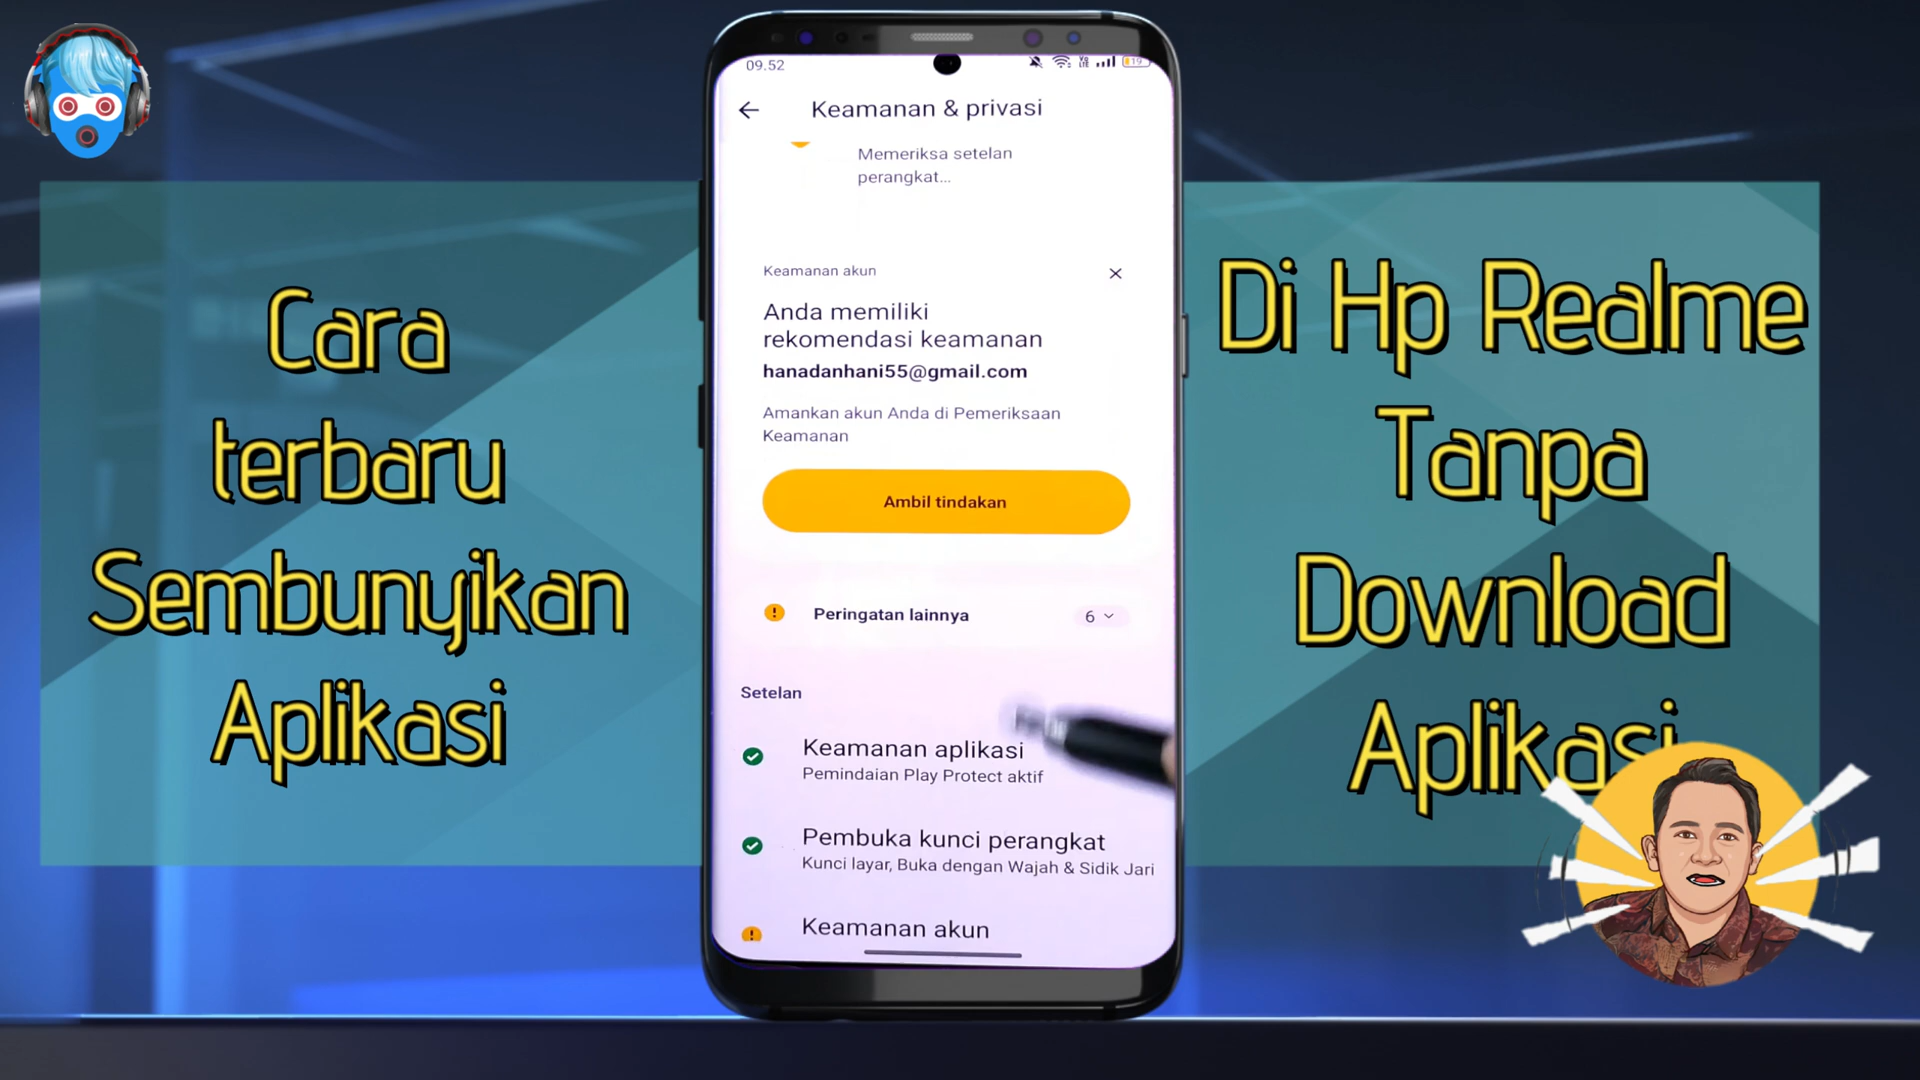 Cara
terbaru
Sembunyikan
Aplikasi
09.52
19
Keamanan & privasi
Memeriksa setelan
perangkat...
Keamanan akun
Anda memiliki
rekomendasi keamanan
hanadanhani55@gmail.com
Amankan akun Anda di Pemeriksaan
Keamanan
Ambil tindakan
Peringatan lainnya
6
Setelan
Keamanan aplikasi
Pemindaian Play Protect aktif
Pembuka kunci perangkat
Kunci layar, Buka dengan Wajah & Sidik Jari
Keamanan akun
Di Hp Realme
Tanpa
Download
Aplikasi